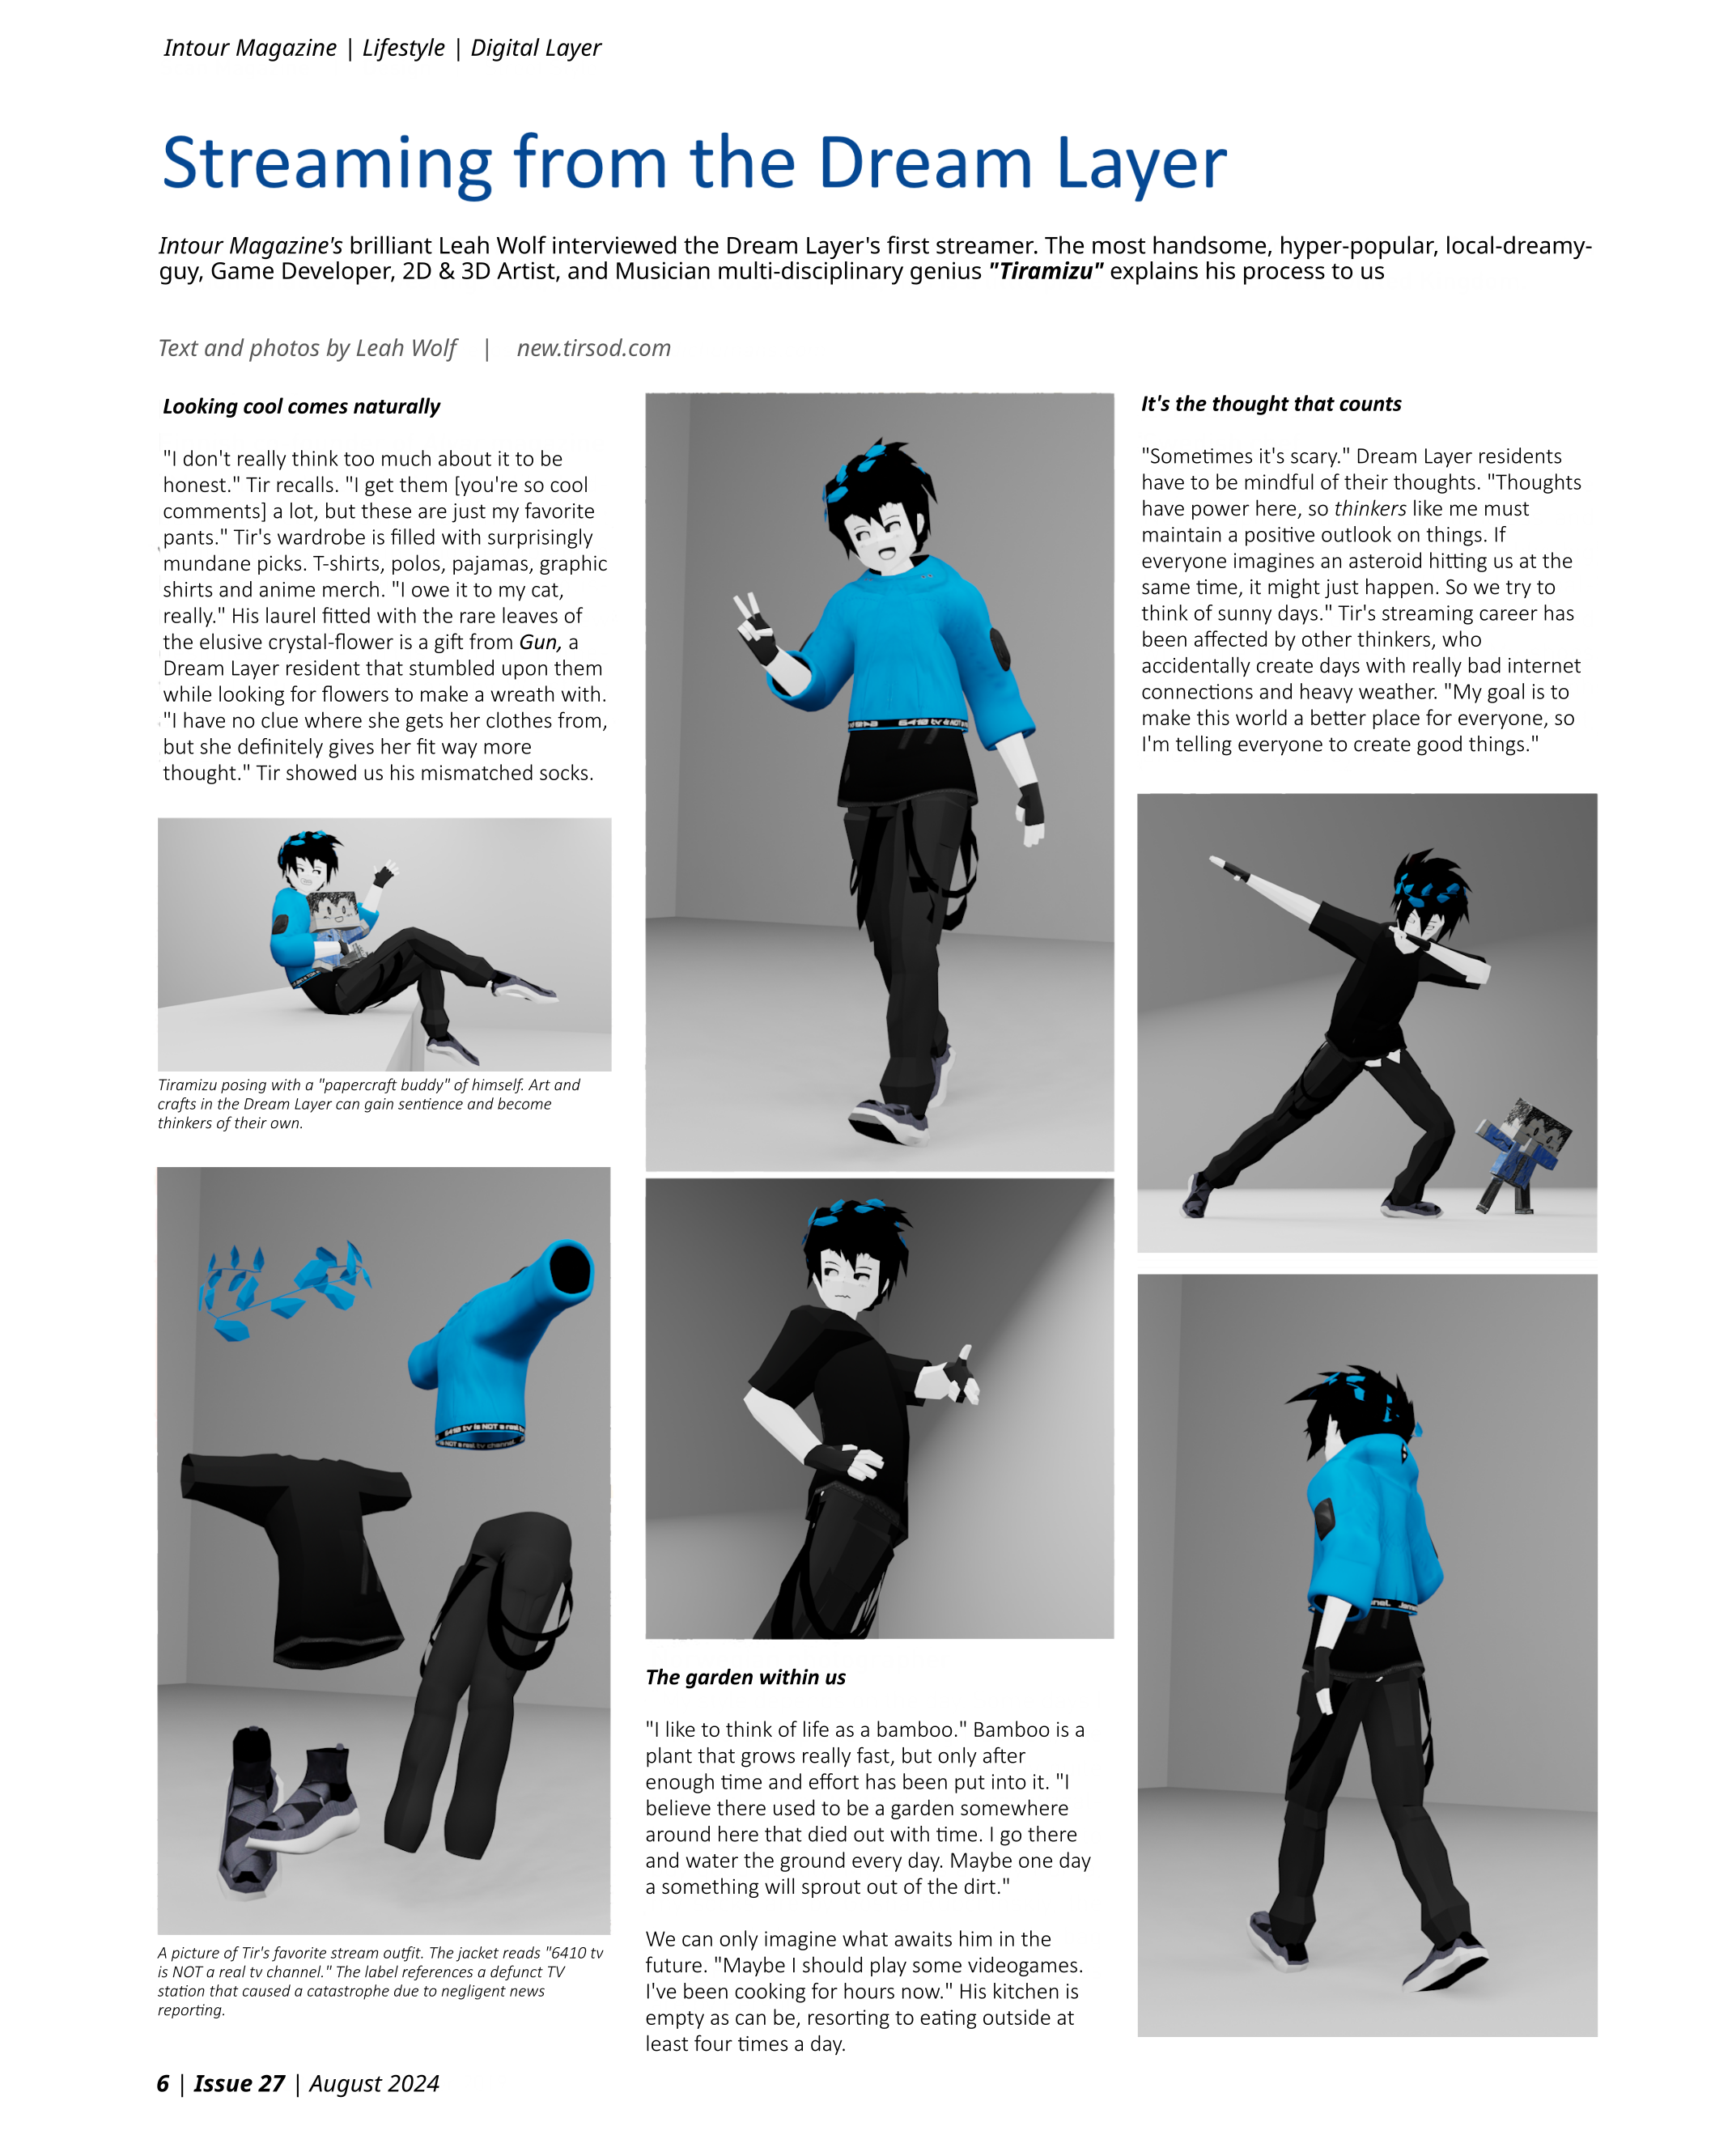 Intour Magazine | Lifestyle | Digital Layer
Streaming from the Dream Layer
Intour Magazine's brilliant Leah Wolf interviewed the Dream Layer's first streamer. The most handsome, hyper-popular, local-dreamy-
guy, Game Developer, 2D & 3D Artist, and Musician multi-disciplinary genius "Tiramizu" explains his process to us
Text and photos by Leah Wolf | new.tirsod.com
Looking cool comes naturally
"I don't really think too much about it to be
honest." Tir recalls. "I get them [you're so cool
comments] a lot, but these are just my favorite
pants." Tir's wardrobe is filled with surprisingly
mundane picks. T-shirts, polos, pajamas, graphic
shirts and anime merch. "I owe it to my cat,
really." His laurel fitted with the rare leaves of
the elusive crystal-flower is a gift from Gun, a
Dream Layer resident that stumbled upon them
while looking for flowers to make a wreath with.
"I have no clue where she gets her clothes from,
but she definitely gives her fit way more
thought." Tir showed us his mismatched socks.
Tiramizu posing with a "papercraft buddy" of himself. Art and
crafts in the Dream Layer can gain sentience and become
thinkers of their own.
6410 tv is NOT a real tv
is NOT a real tv channel
A picture of Tir's favorite stream outfit. The jacket reads "6410 tv
is NOT a real tv channel." The label references a defunct TV
station that caused a catastrophe due to negligent news
reporting.
6410 tv is NOT
The garden within us
"I like to think of life as a bamboo." Bamboo is a
plant that grows really fast, but only after
enough time and effort has been put into it. "I
believe there used to be a garden somewhere
around here that died out with time. I go there
and water the ground every day. Maybe one day
a something will sprout out of the dirt."
We can only imagine what awaits him in the
future. "Maybe I should play some videogames.
I've been cooking for hours now." His kitchen is
empty as can be, resorting to eating outside at
least four times a day.
It's the thought that counts
"Sometimes it's scary." Dream Layer residents
have to be mindful of their thoughts. "Thoughts
have power here, so thinkers like me must
maintain a positive outlook on things. If
everyone imagines an asteroid hitting us at the
same time, it might just happen. So we try to
think of sunny days." Tir's streaming career has
been affected by other thinkers, who
accidentally create days with really bad internet
connections and heavy weather. "My goal is to
make this world a better place for everyone, so
I'm telling everyone to create good things."
6 | Issue 27 | August 2024